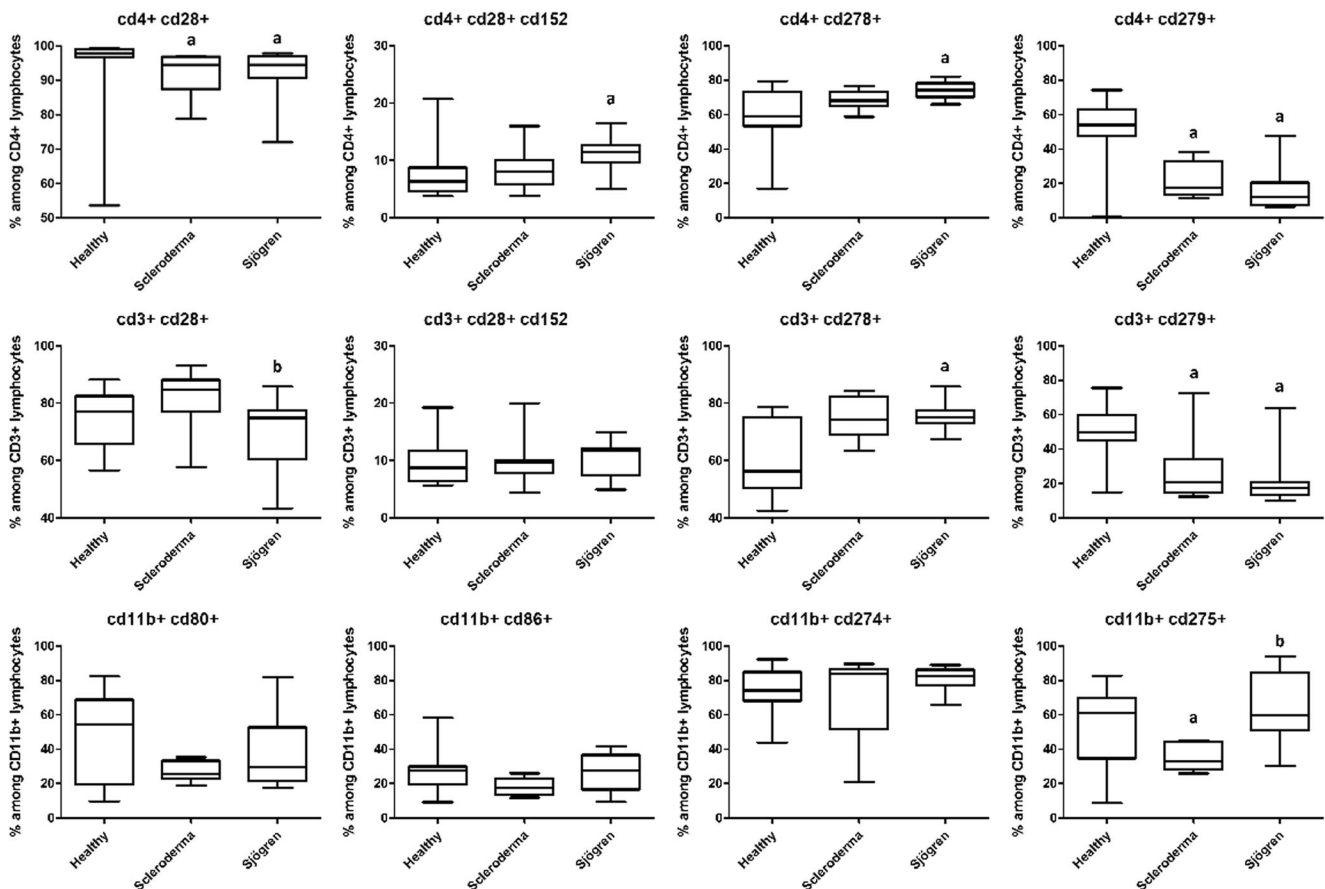 cd4+ cd28+
% among CD4+ lymphocytes
100
90
80
70
60
50
a
a
Healthy
Scleroderma
Sjögren
cd4+ cd28+ cd152
% among CD4+ lymphocytes
30
20
10
0
a
Healthy
Scleroderma
Sjögren
cd4+ cd278+
% among CD4+ lymphocytes
100
80
60
40
20
0
a
Healthy
Scleroderma
Sjögren
cd4+ cd279+
% among CD4+ lymphocytes
100
80
60
40
20
0
a
a
Healthy
Scleroderma
Sjögren
cd3+ cd28+
% among CD3+ lymphocytes
100
80
60
40
b
Healthy
Scleroderma
Sjögren
cd3+ cd28+ cd152
% among CD3+ lymphocytes
30
20
10
0
Healthy
Scleroderma
Sjögren
cd3+ cd278+
% among CD3+ lymphocytes
100
80
60
40
a
Healthy
Scleroderma
Sjögren
cd3+ cd279+
% among CD3+ lymphocytes
100
80
60
40
20
0
a
a
Healthy
Scleroderma
Sjögren
cd11b+ cd80+
% among CD11b+ lymphocytes
100
80
60
40
20
0
Healthy
Scleroderma
Sjögren
cd11b+ cd86+
% among CD11b+ lymphocytes
100
80
60
40
20
0
Healthy
Scleroderma
Sjögren
cd11b+ cd274+
% among CD11b+ lymphocytes
100
80
60
40
20
0
Healthy
Scleroderma
Sjögren
cd11b+ cd275+
% among CD11b+ lymphocytes
100
80
60
40
20
0
a
b
Healthy
Scleroderma
Sjögren